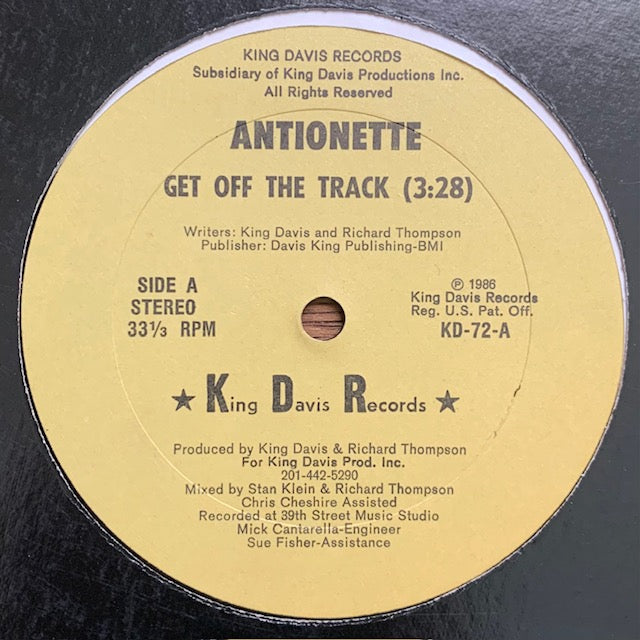 KING DAVIS RECORDS
Subsidiary of King Davis Productions Inc.
All Rights Reserved
ANTIONETTE
GET OFF THE TRACK (3:28)
Writers: King Davis and Richard Thompson
Publisher: Davis King Publishing-BMI
SIDE A
STEREO
33⅓ RPM
℗ 1986
King Davis Records
Reg. U.S. Pat. Off.
KD-72-A
★ King Davis Records ★
Produced by King Davis & Richard Thompson
For King Davis Prod. Inc.
201-442-5290
Mixed by Stan Klein & Richard Thompson
Chris Cheshire Assisted
Recorded at 39th Street Music Studio
Mick Cantarella-Engineer
Sue Fisher-Assistance